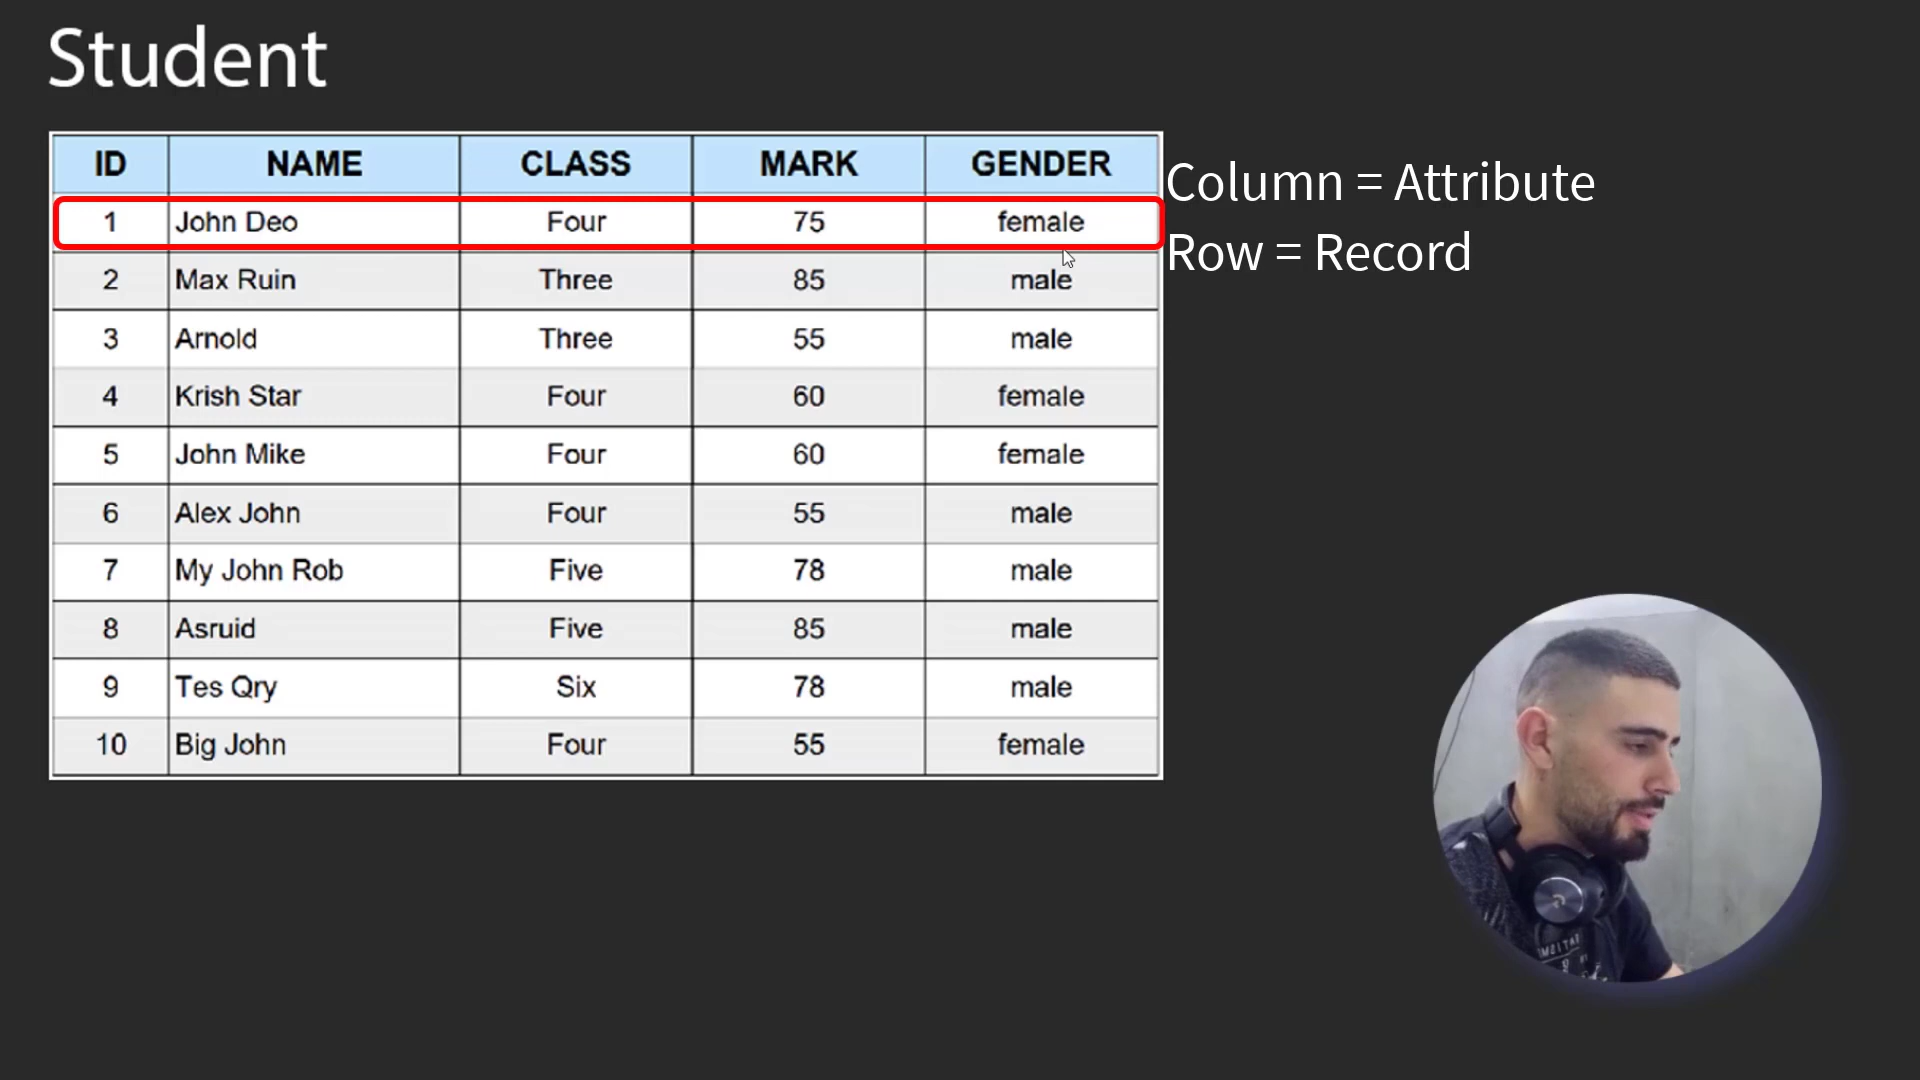 Student
ID NAME CLASS MARK GENDER
1 John Deo Four 75 female
2 Max Ruin Three 85 male
3 Arnold Three 55 male
4 Krish Star Four 60 female
5 John Mike Four 60 female
6 Alex John Four 55 male
7 My John Rob Five 78 male
8 Asruid Five 85 male
9 Tes Qry Six 78 male
10 Big John Four 55 female
Column = Attribute
Row = Record